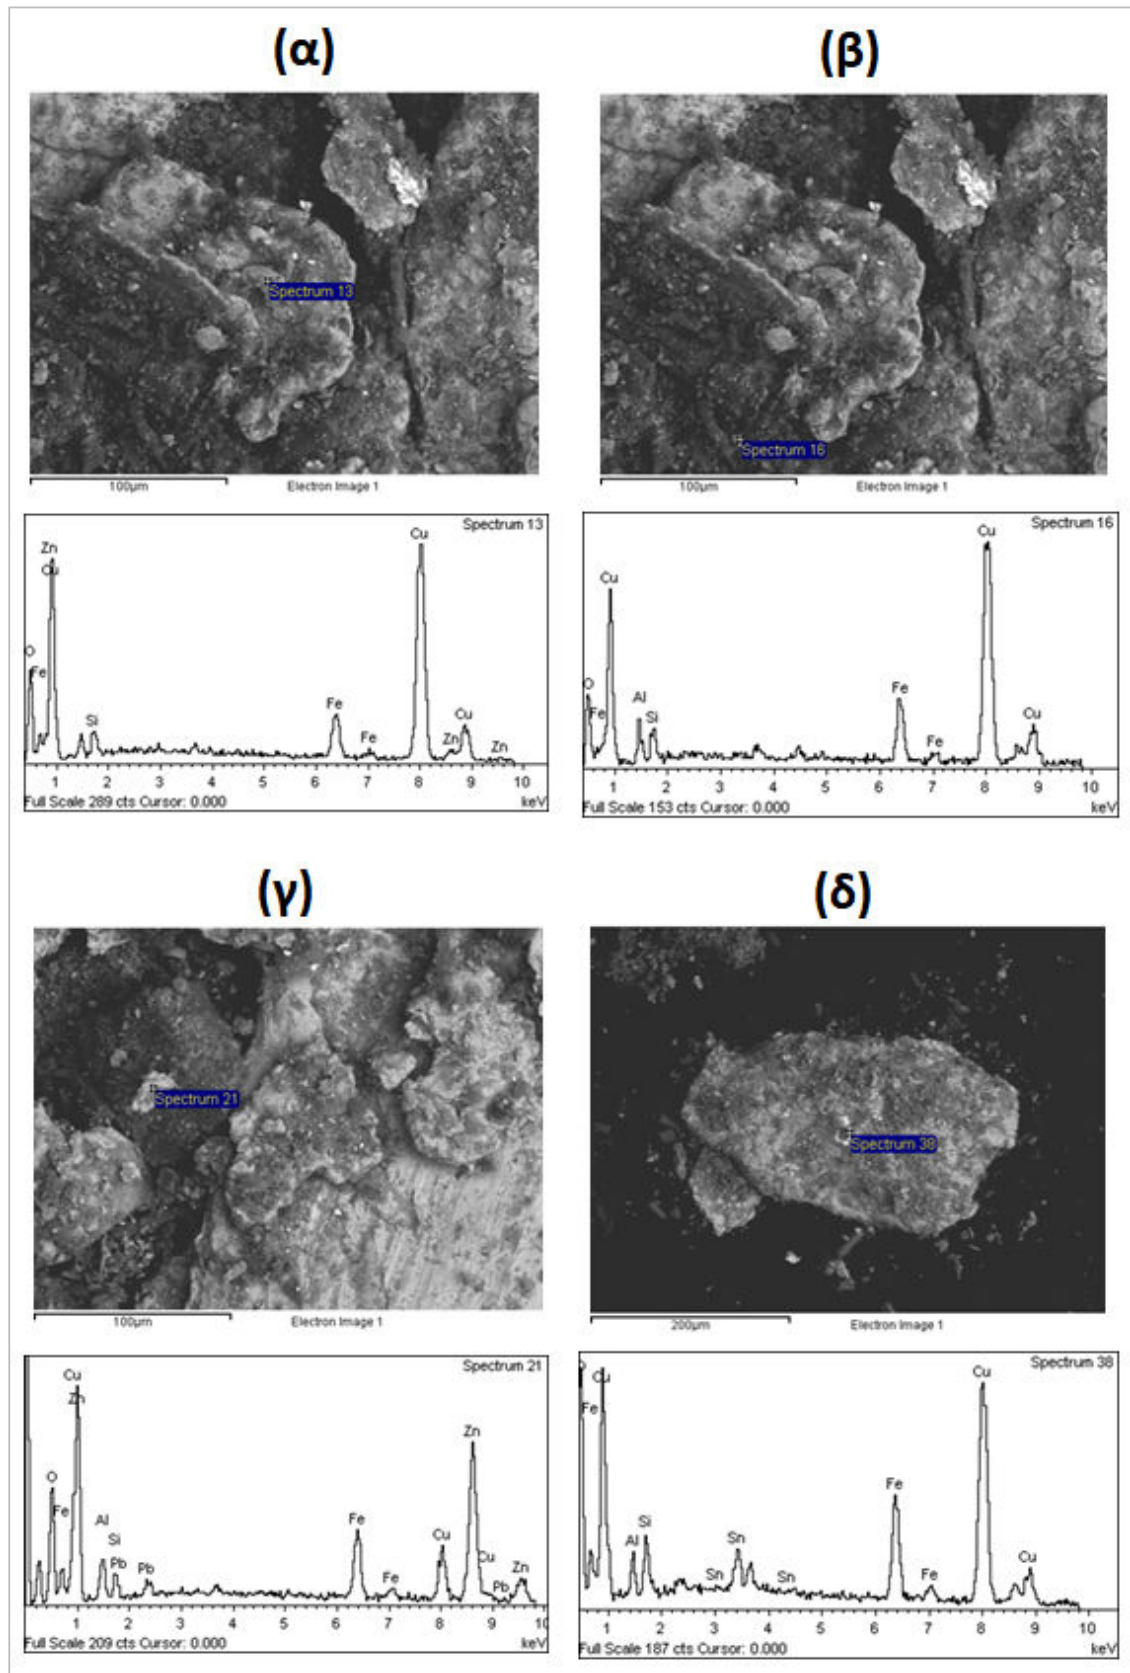 (α)
(β)
Spectrum 13
Spectrum 16
100μm Electron Image 1
100μm Electron Image 1
Spectrum 13
Zn
Cu
O
Fe
Si
Fe
Fe
Cu
Zn
Cu
Zn
1 2 3 4 5 6 7 8 9 10
Full Scale 289 cts Cursor: 0.000 keV
Spectrum 16
Cu
O
Fe
Al
Si
Fe
Fe
Cu
Cu
1 2 3 4 5 6 7 8 9 10
Full Scale 153 cts Cursor: 0.000 keV
(γ)
(δ)
Spectrum 21
Spectrum 38
100μm Electron Image 1
200μm Electron Image 1
Spectrum 21
Cu
Zn
O
Fe
Al
Si
Pb
Pb
Fe
Fe
Cu
Zn
Cu
Pb
Zn
1 2 3 4 5 6 7 8 9 10
Full Scale 209 cts Cursor: 0.000 keV
Spectrum 38
Cu
Fe
Al
Si
Sn
Sn
Sn
Fe
Fe
Cu
Cu
1 2 3 4 5 6 7 8 9 10
Full Scale 187 cts Cursor: 0.000 keV